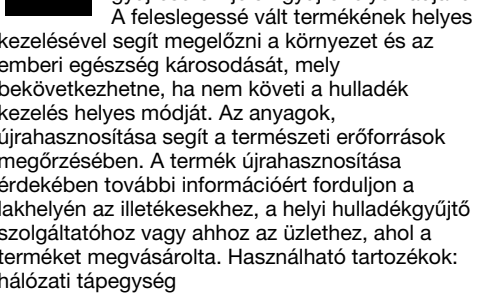 A feleslegessé vált termékének helyes
kezelésével segít megelőzni a környezet és az
emberi egészség károsodását, mely
bekövetkezhetne, ha nem követi a hulladék
kezelés helyes módját. Az anyagok,
újrahasznosítása segít a természeti erőforrások
megőrzésében. A termék újrahasznosítása
érdekében további információért forduljon a
lakhelyén az illetékesekhez, a helyi hulladékgyűjtő
szolgáltatóhoz vagy ahhoz az üzlethez, ahol a
terméket megvásárolta. Használható tartozékok:
hálózati tápegység